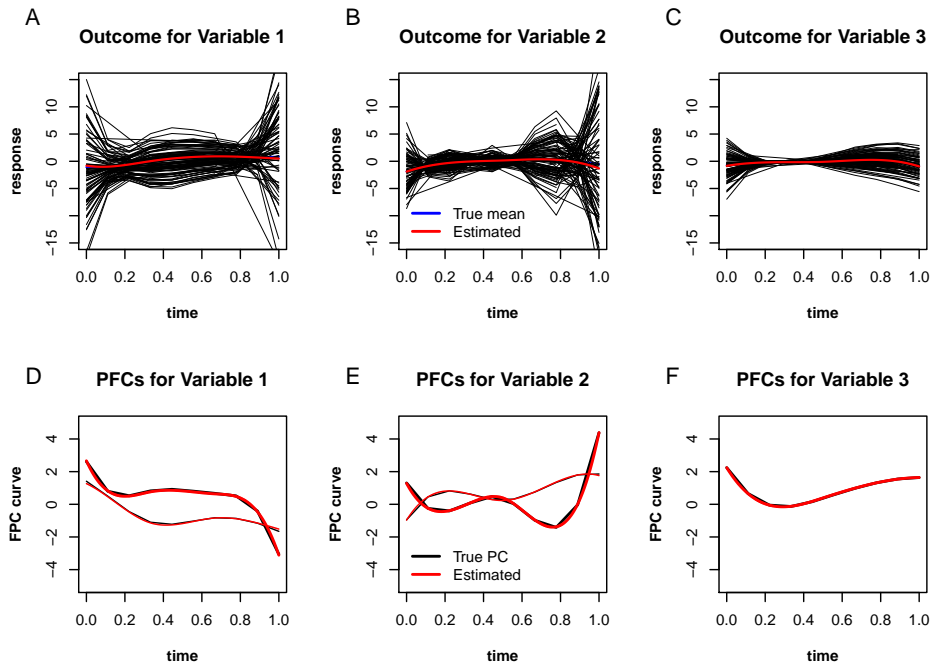 A
Outcome for Variable 1
response
10
5
0
-5
-15
0.0 0.2 0.4 0.6 0.8 1.0
time
B
Outcome for Variable 2
response
10
5
0
-5
-15
True mean
Estimated
0.0 0.2 0.4 0.6 0.8 1.0
time
C
Outcome for Variable 3
response
10
5
0
-5
-15
0.0 0.2 0.4 0.6 0.8 1.0
time
D
PFCs for Variable 1
FPC curve
4
2
0
-2
-4
0.0 0.2 0.4 0.6 0.8 1.0
time
E
PFCs for Variable 2
FPC curve
4
2
0
-2
-4
True PC
Estimated
0.0 0.2 0.4 0.6 0.8 1.0
time
F
PFCs for Variable 3
FPC curve
4
2
0
-2
-4
0.0 0.2 0.4 0.6 0.8 1.0
time